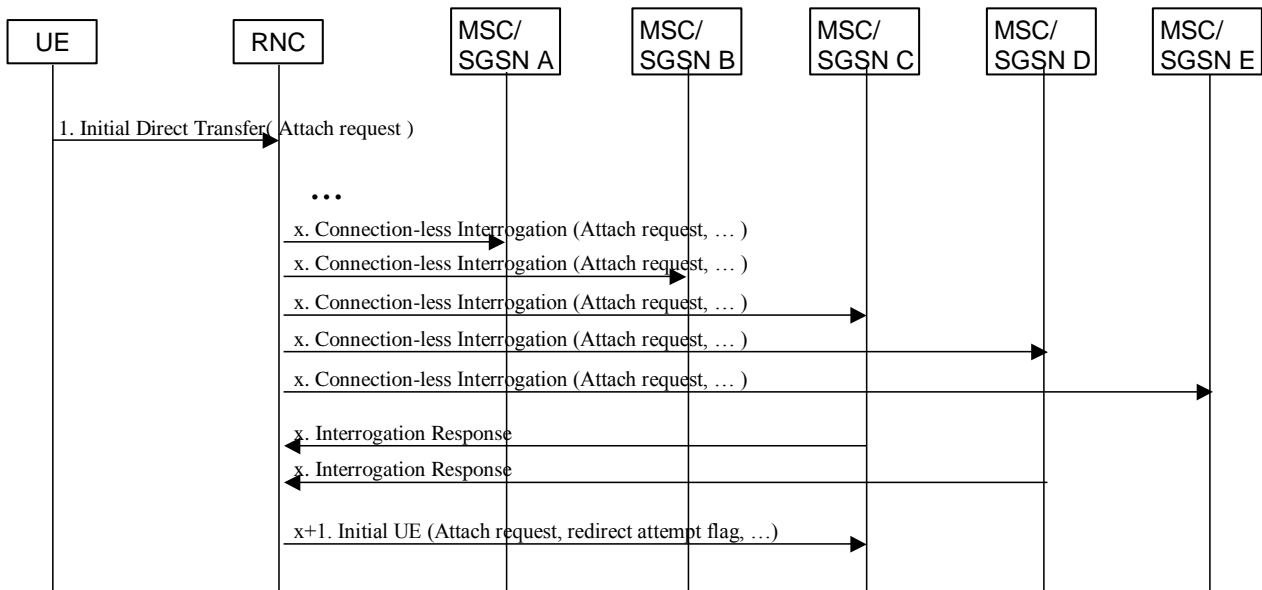 UE
RNC
MSC/
SGSN A
MSC/
SGSN B
MSC/
SGSN C
MSC/
SGSN D
MSC/
SGSN E
1. Initial Direct Transfer( Attach request )
…
x. Connection-less Interrogation (Attach request, … )
x. Connection-less Interrogation (Attach request, … )
x. Connection-less Interrogation (Attach request, … )
x. Connection-less Interrogation (Attach request, … )
x. Connection-less Interrogation (Attach request, … )
x. Interrogation Response
x. Interrogation Response
x+1. Initial UE (Attach request, redirect attempt flag, …)